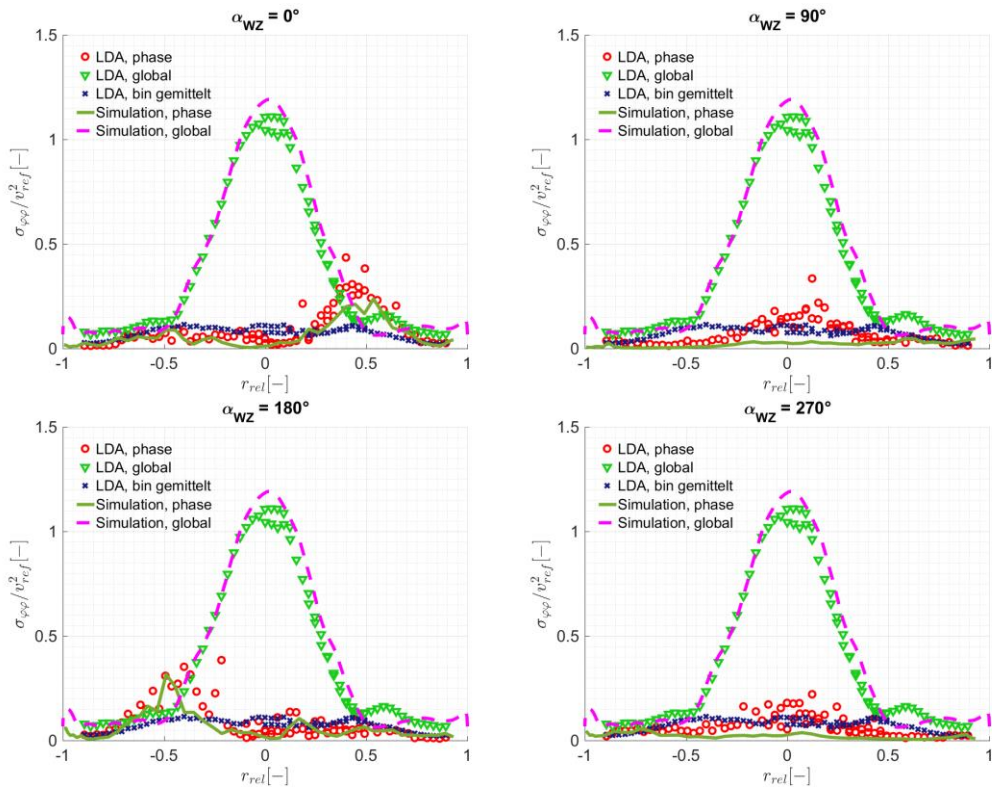 α_WZ = 0°
1.5
1
0.5
0
σ_φφ/v²_ref[−]
LDA, phase
LDA, global
LDA, bin gemittelt
Simulation, phase
Simulation, global
-1 -0.5 0 0.5 1
r_rel[−]
α_WZ = 90°
1.5
1
0.5
0
σ_φφ/v²_ref[−]
LDA, phase
LDA, global
LDA, bin gemittelt
Simulation, phase
Simulation, global
-1 -0.5 0 0.5 1
r_rel[−]
α_WZ = 180°
1.5
1
0.5
0
σ_φφ/v²_ref[−]
LDA, phase
LDA, global
LDA, bin gemittelt
Simulation, phase
Simulation, global
-1 -0.5 0 0.5 1
r_rel[−]
α_WZ = 270°
1.5
1
0.5
0
σ_φφ/v²_ref[−]
LDA, phase
LDA, global
LDA, bin gemittelt
Simulation, phase
Simulation, global
-1 -0.5 0 0.5 1
r_rel[−]